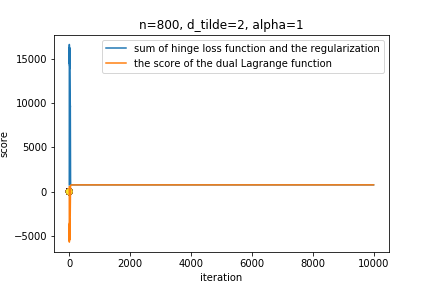 n=800, d_tilde=2, alpha=1
sum of hinge loss function and the regularization
the score of the dual Lagrange function
15000
10000
5000
0
−5000
score
0
2000
4000
6000
8000
10000
iteration